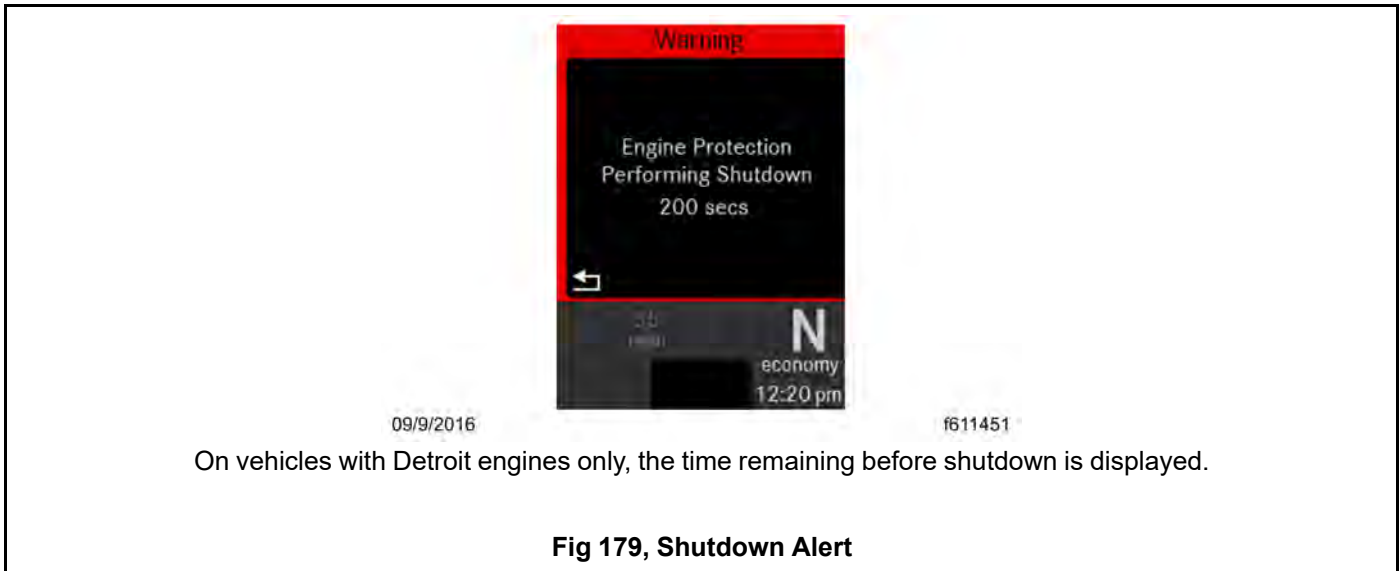 Warning
Engine Protection
Performing Shutdown
200 secs
N
economy
12:20 pm
09/9/2016 f611451
On vehicles with Detroit engines only, the time remaining before shutdown is displayed.
Fig 179, Shutdown Alert